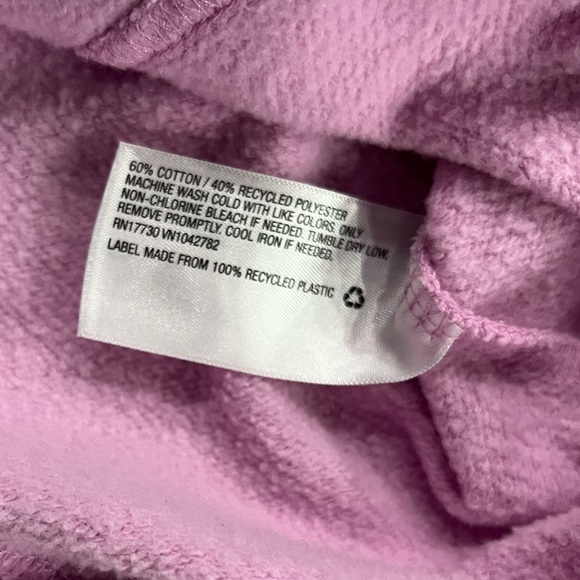 60% COTTON / 40% RECYCLED POLYESTER
MACHINE WASH COLD WITH LIKE COLORS. ONLY
NON-CHLORINE BLEACH IF NEEDED. TUMBLE DRY LOW.
REMOVE PROMPTLY. COOL IRON IF NEEDED.
RN17730 VN1042782
LABEL MADE FROM 100% RECYCLED PLASTIC